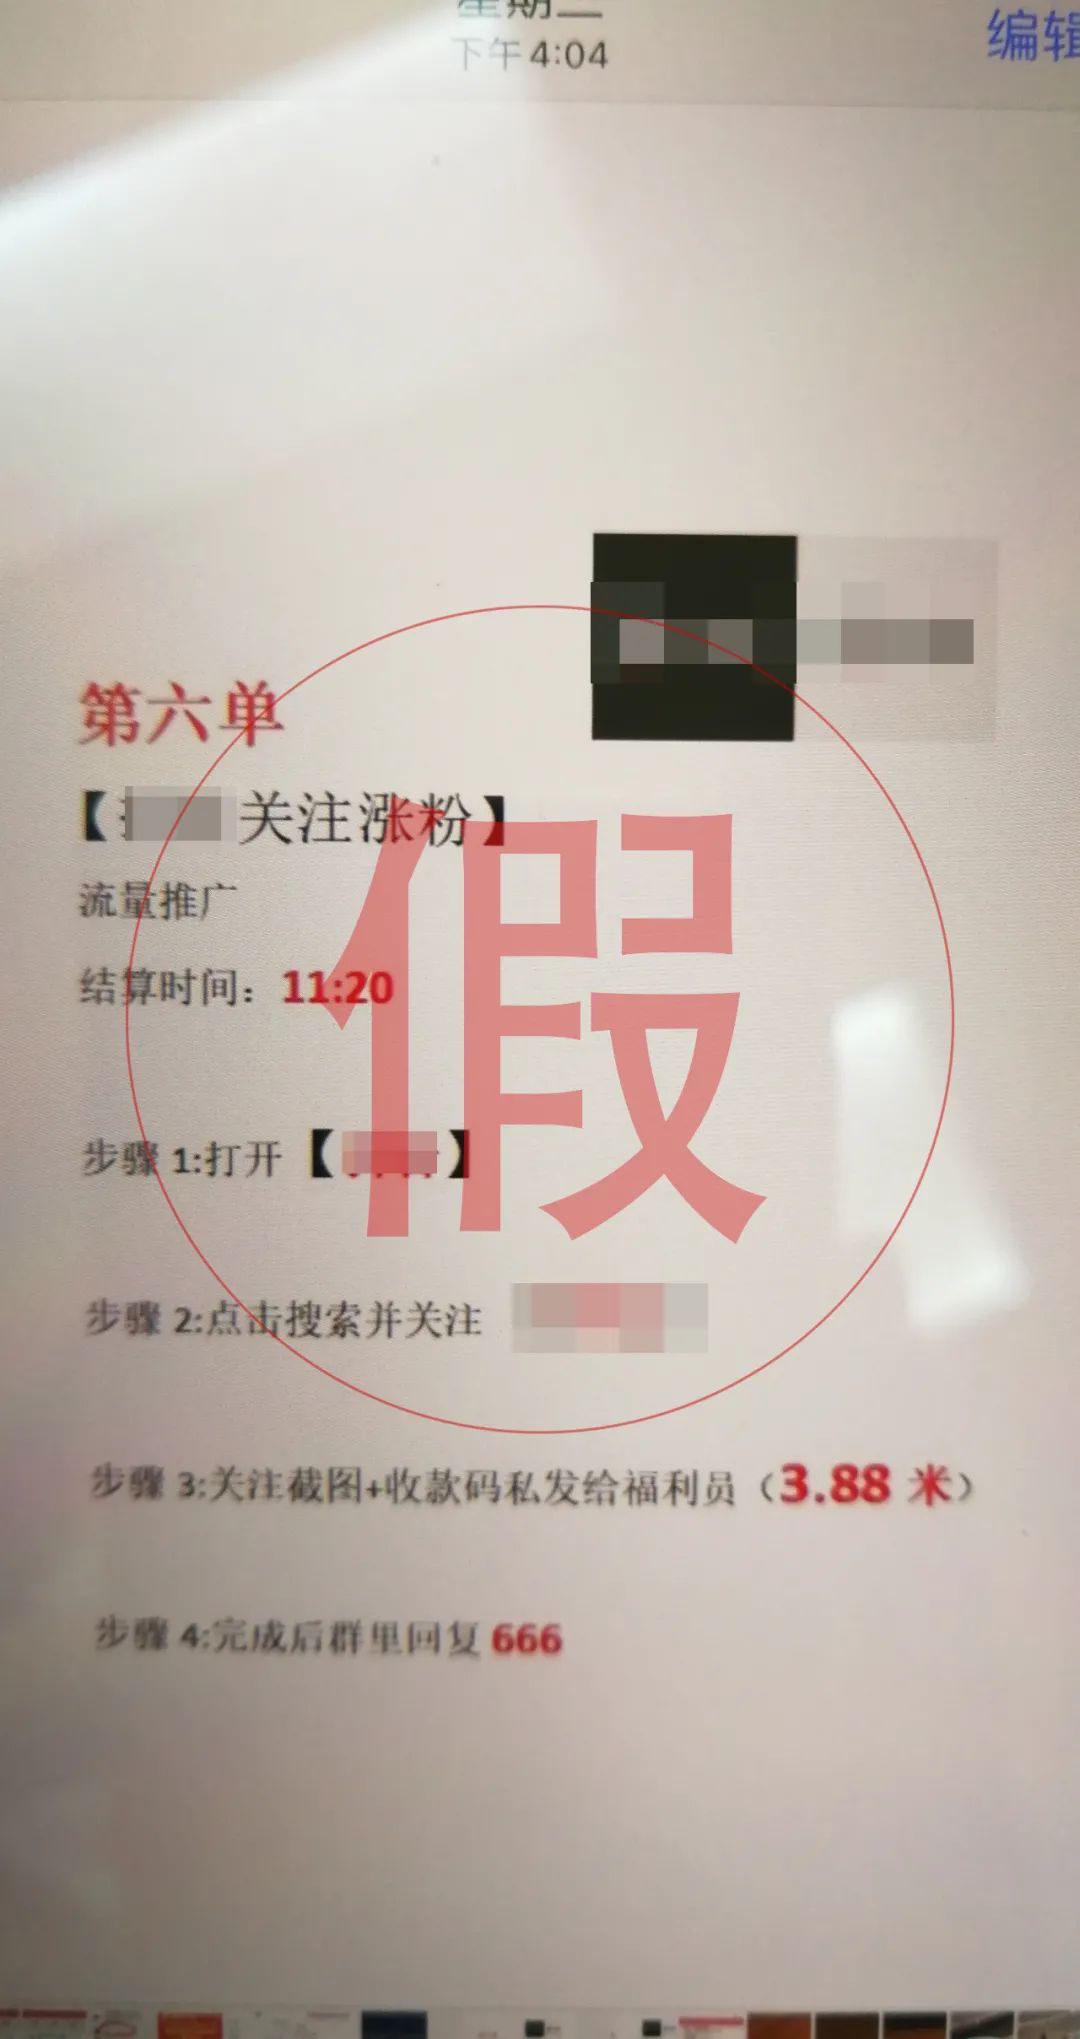 星期二
下午4:04
编辑
第六单
【 关注涨粉】
流量推广
结算时间：11:20
假
步骤 1:打开【 】
步骤 2:点击搜索并关注
步骤 3:关注截图+收款码私发给福利员（3.88 米）
步骤 4:完成后群里回复 666